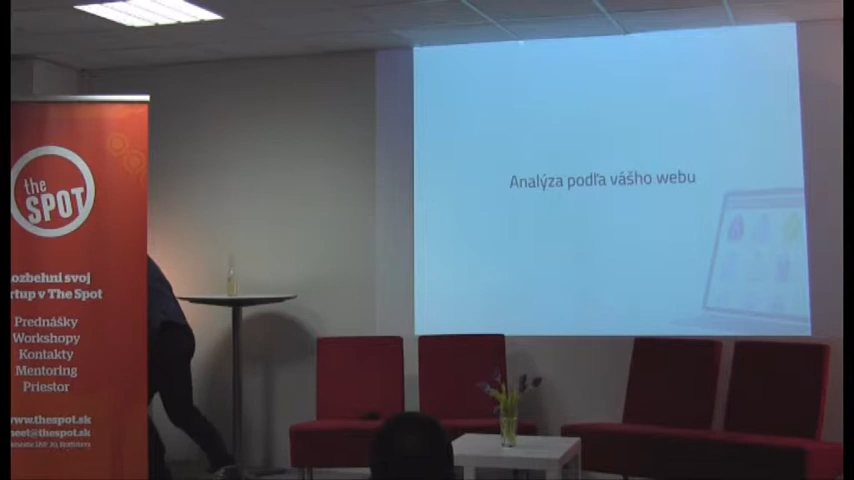 the
SPOT
ozbehni svoj
rtup v The Spot
Prednášky
Workshopy
Kontakty
Mentoring
Priestor
www.thespot.sk
meet@thespot.sk
Analýza podľa vášho webu